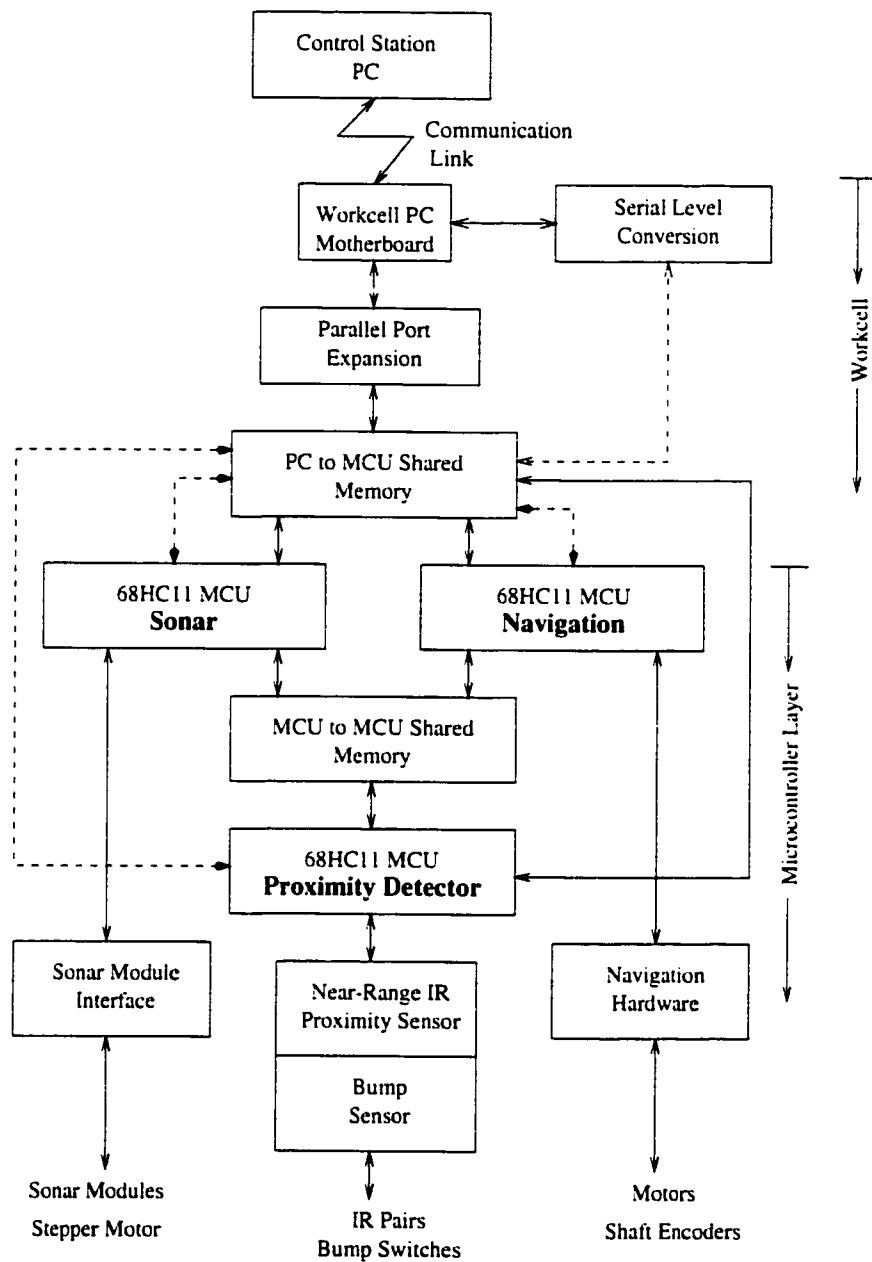 Control Station
PC
Communication
Link
Workcell PC
Motherboard
Serial Level
Conversion
Parallel Port
Expansion
Workcell
PC to MCU Shared
Memory
68HC11 MCU
Sonar
68HC11 MCU
Navigation
MCU to MCU Shared
Memory
Microcontroller Layer
68HC11 MCU
Proximity Detector
Sonar Module
Interface
Near-Range IR
Proximity Sensor
Navigation
Hardware
Bump
Sensor
Sonar Modules
Stepper Motor
IR Pairs
Bump Switches
Motors
Shaft Encoders